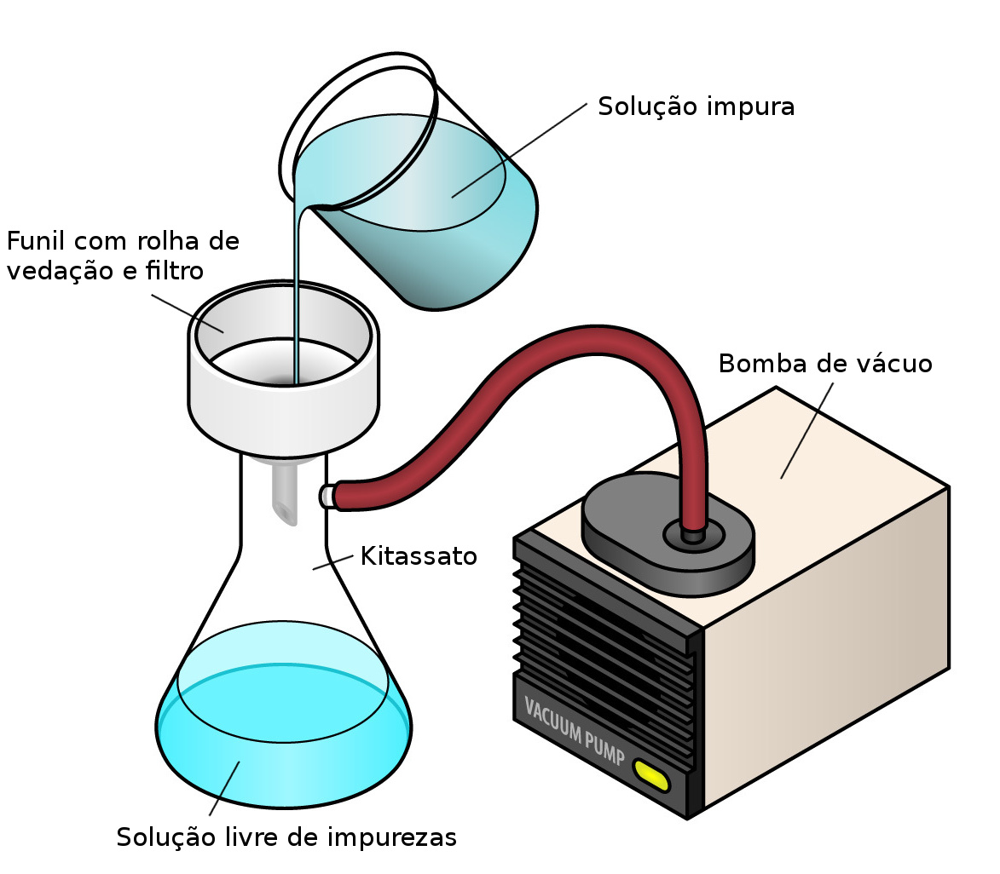 Solução impura
Funil com rolha de
vedação e filtro
Bomba de vácuo
Kitassato
VACUUM PUMP
Solução livre de impurezas